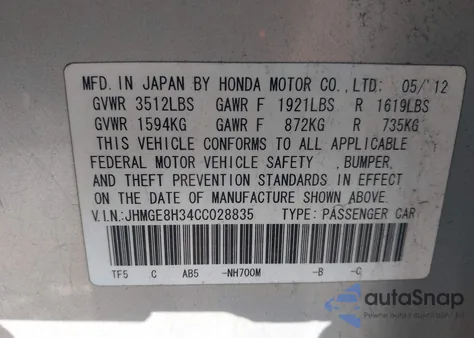 MFD. IN JAPAN BY HONDA MOTOR CO., LTD. 05/'12
GVWR 3512LBS GAWR F 1921LBS R 1619LBS
GVWR 1594KG GAWR F 872KG R 735KG
THIS VEHICLE CONFORMS TO ALL APPLICABLE
FEDERAL MOTOR VEHICLE SAFETY ,BUMPER,
AND THEFT PREVENTION STANDARDS IN EFFECT
ON THE DATE OF MANUFACTURE SHOWN ABOVE.
V.I.N.:JHMGE8H34CC028835 TYPE: PASSENGER CAR
TF5 .C AB5 -NH700M -B -C
autoSnap